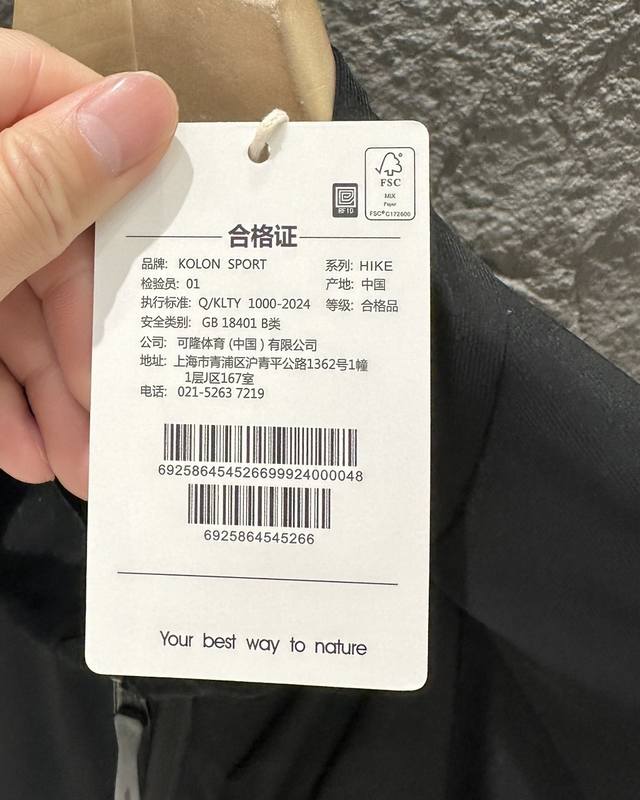 RFID
FSC
MIX
Paper
FSC® C172600
合格证
品牌: KOLON SPORT 系列: HIKE
检验员: 01 产地: 中国
执行标准: Q/KLTY 1000-2024 等级: 合格品
安全类别: GB 18401 B类
公司: 可隆体育(中国)有限公司
地址: 上海市青浦区沪青平公路1362号1幢
1层J区167室
电话: 021-5263 7219
692586454526699924000048
6925864545266
Your best way to nature